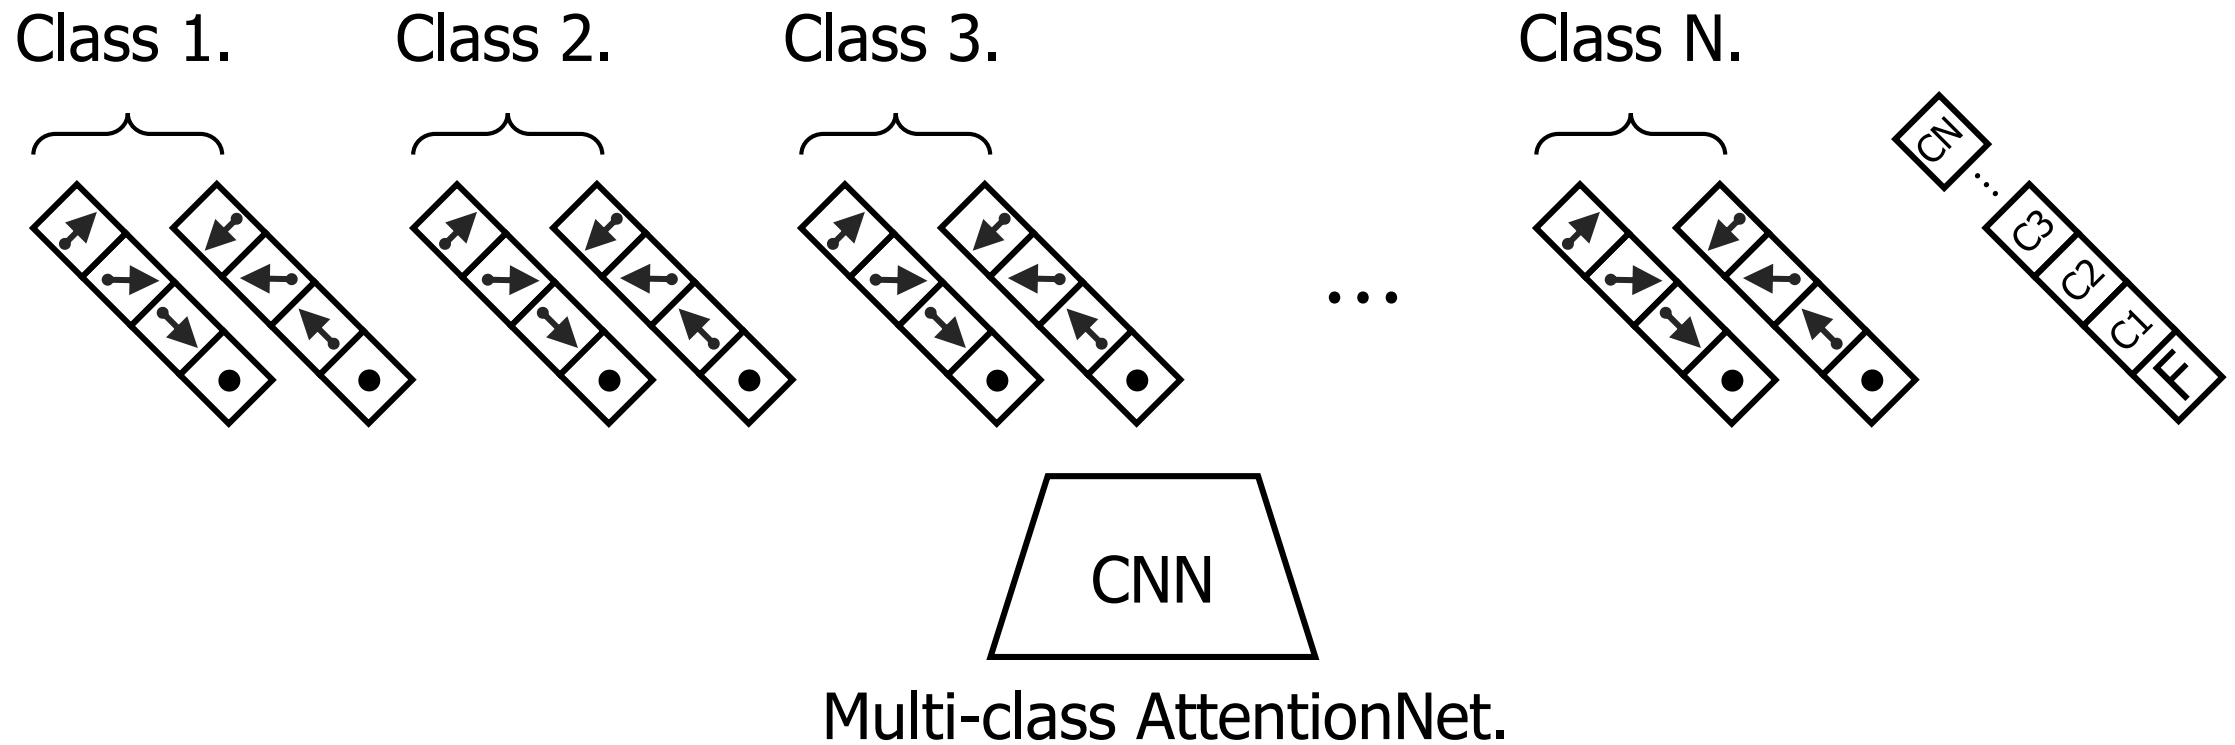 Class 1. Class 2. Class 3. Class N.
CN
...
C3
C2
C1
F
...
CNN
Multi-class AttentionNet.